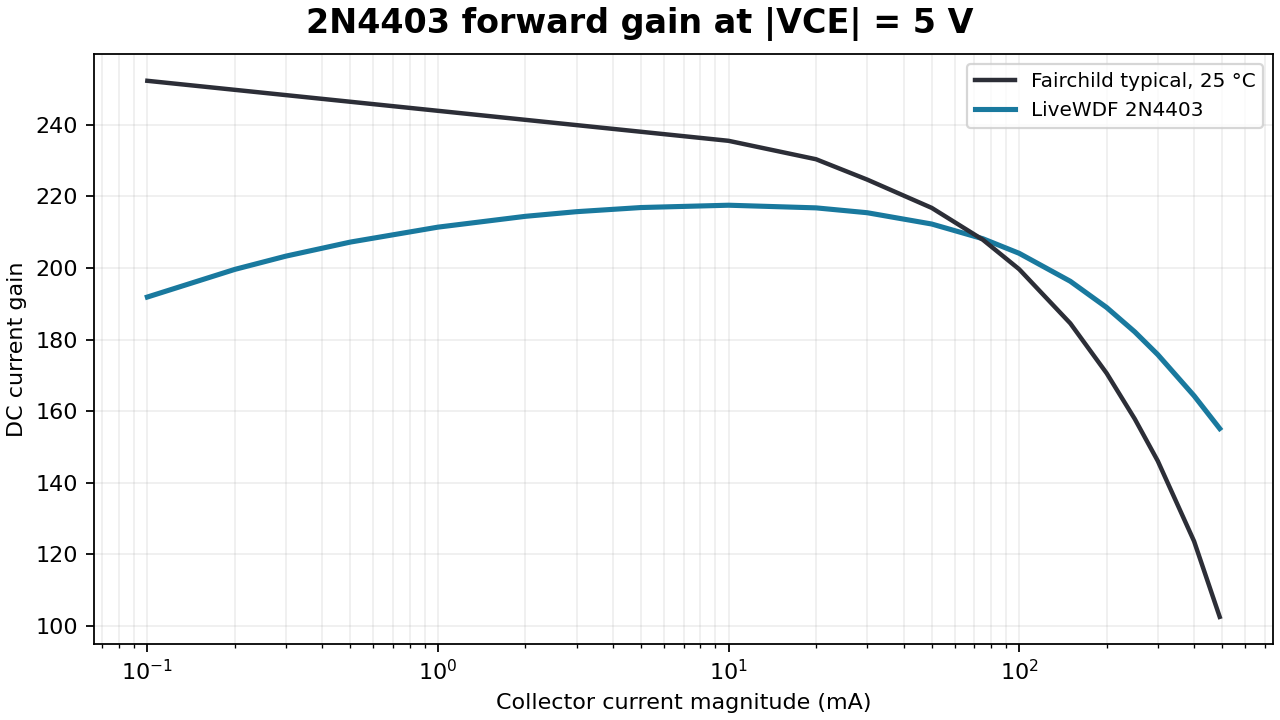 2N4403 forward gain at |VCE| = 5 V
Fairchild typical, 25 °C
LiveWDF 2N4403
DC current gain
240
220
200
180
160
140
120
100
10⁻¹
10⁰
10¹
10²
Collector current magnitude (mA)